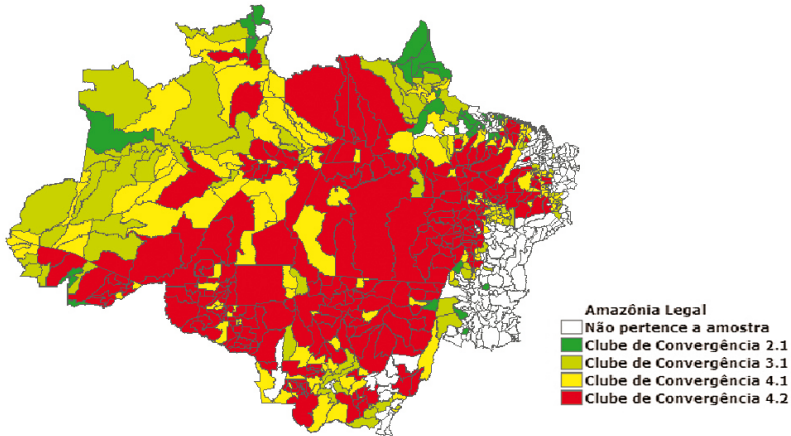 Amazônia Legal
Não pertence a amostra
Clube de Convergência 2.1
Clube de Convergência 3.1
Clube de Convergência 4.1
Clube de Convergência 4.2